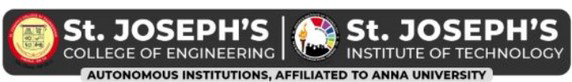 St. JOSEPH'S
COLLEGE OF ENGINEERING
St. JOSEPH'S
INSTITUTE OF TECHNOLOGY
AUTONOMOUS INSTITUTIONS, AFFILIATED TO ANNA UNIVERSITY